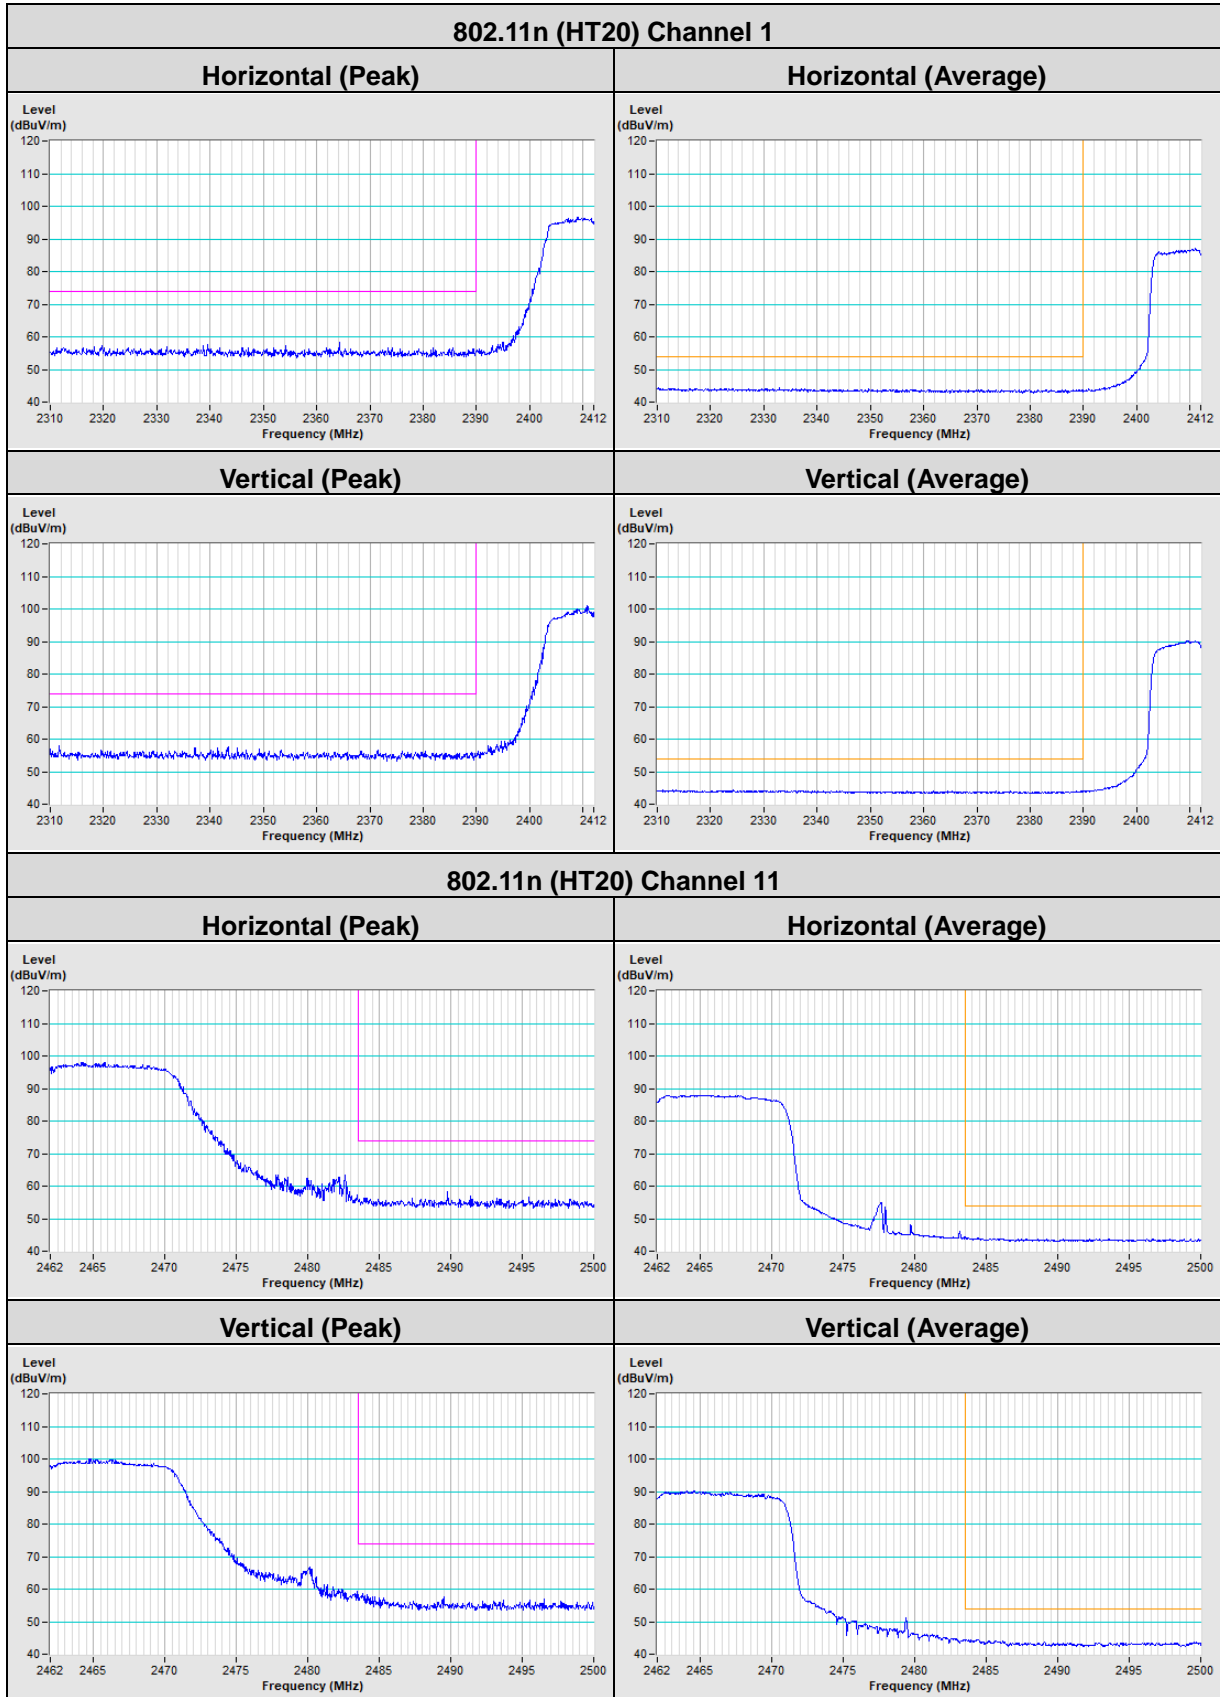 802.11n (HT20) Channel 1
Horizontal (Peak)
Horizontal (Average)
Level
(dBuV/m)
120
110
100
90
80
70
60
50
40
2310 2320 2330 2340 2350 2360 2370 2380 2390 2400 2412
Frequency (MHz)
Level
(dBuV/m)
120
110
100
90
80
70
60
50
40
2310 2320 2330 2340 2350 2360 2370 2380 2390 2400 2412
Frequency (MHz)
Vertical (Peak)
Vertical (Average)
Level
(dBuV/m)
120
110
100
90
80
70
60
50
40
2310 2320 2330 2340 2350 2360 2370 2380 2390 2400 2412
Frequency (MHz)
Level
(dBuV/m)
120
110
100
90
80
70
60
50
40
2310 2320 2330 2340 2350 2360 2370 2380 2390 2400 2412
Frequency (MHz)
802.11n (HT20) Channel 11
Horizontal (Peak)
Horizontal (Average)
Level
(dBuV/m)
120
110
100
90
80
70
60
50
40
2462 2465 2470 2475 2480 2485 2490 2495 2500
Frequency (MHz)
Level
(dBuV/m)
120
110
100
90
80
70
60
50
40
2462 2465 2470 2475 2480 2485 2490 2495 2500
Frequency (MHz)
Vertical (Peak)
Vertical (Average)
Level
(dBuV/m)
120
110
100
90
80
70
60
50
40
2462 2465 2470 2475 2480 2485 2490 2495 2500
Frequency (MHz)
Level
(dBuV/m)
120
110
100
90
80
70
60
50
40
2462 2465 2470 2475 2480 2485 2490 2495 2500
Frequency (MHz)